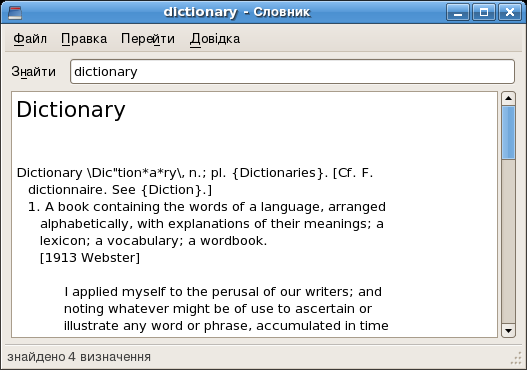 dictionary - Словник
Файл Правка Перейти Довідка
Знайти dictionary
Dictionary
Dictionary \Dic"tion*a*ry\, n.; pl. {Dictionaries}. [Cf. F.
dictionnaire. See {Diction}.]
1. A book containing the words of a language, arranged
alphabetically, with explanations of their meanings; a
lexicon; a vocabulary; a wordbook.
[1913 Webster]
I applied myself to the perusal of our writers; and
noting whatever might be of use to ascertain or
illustrate any word or phrase, accumulated in time
знайдено 4 визначення